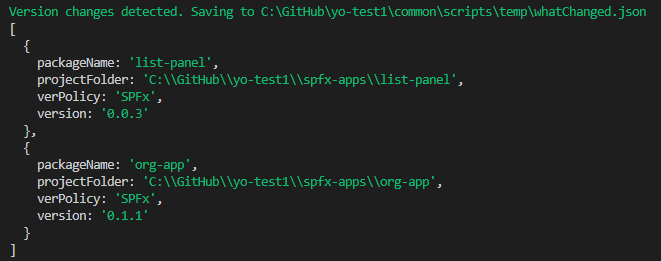 Version changes detected. Saving to C:\GitHub\yo-test1\common\scripts\temp\whatChanged.json
[
  {
    packageName: 'list-panel',
    projectFolder: 'C:\\GitHub\\yo-test1\\spfx-apps\\list-panel',
    verPolicy: 'SPFx',
    version: '0.0.3'
  },
  {
    packageName: 'org-app',
    projectFolder: 'C:\\GitHub\\yo-test1\\spfx-apps\\org-app',
    verPolicy: 'SPFx',
    version: '0.1.1'
  }
]